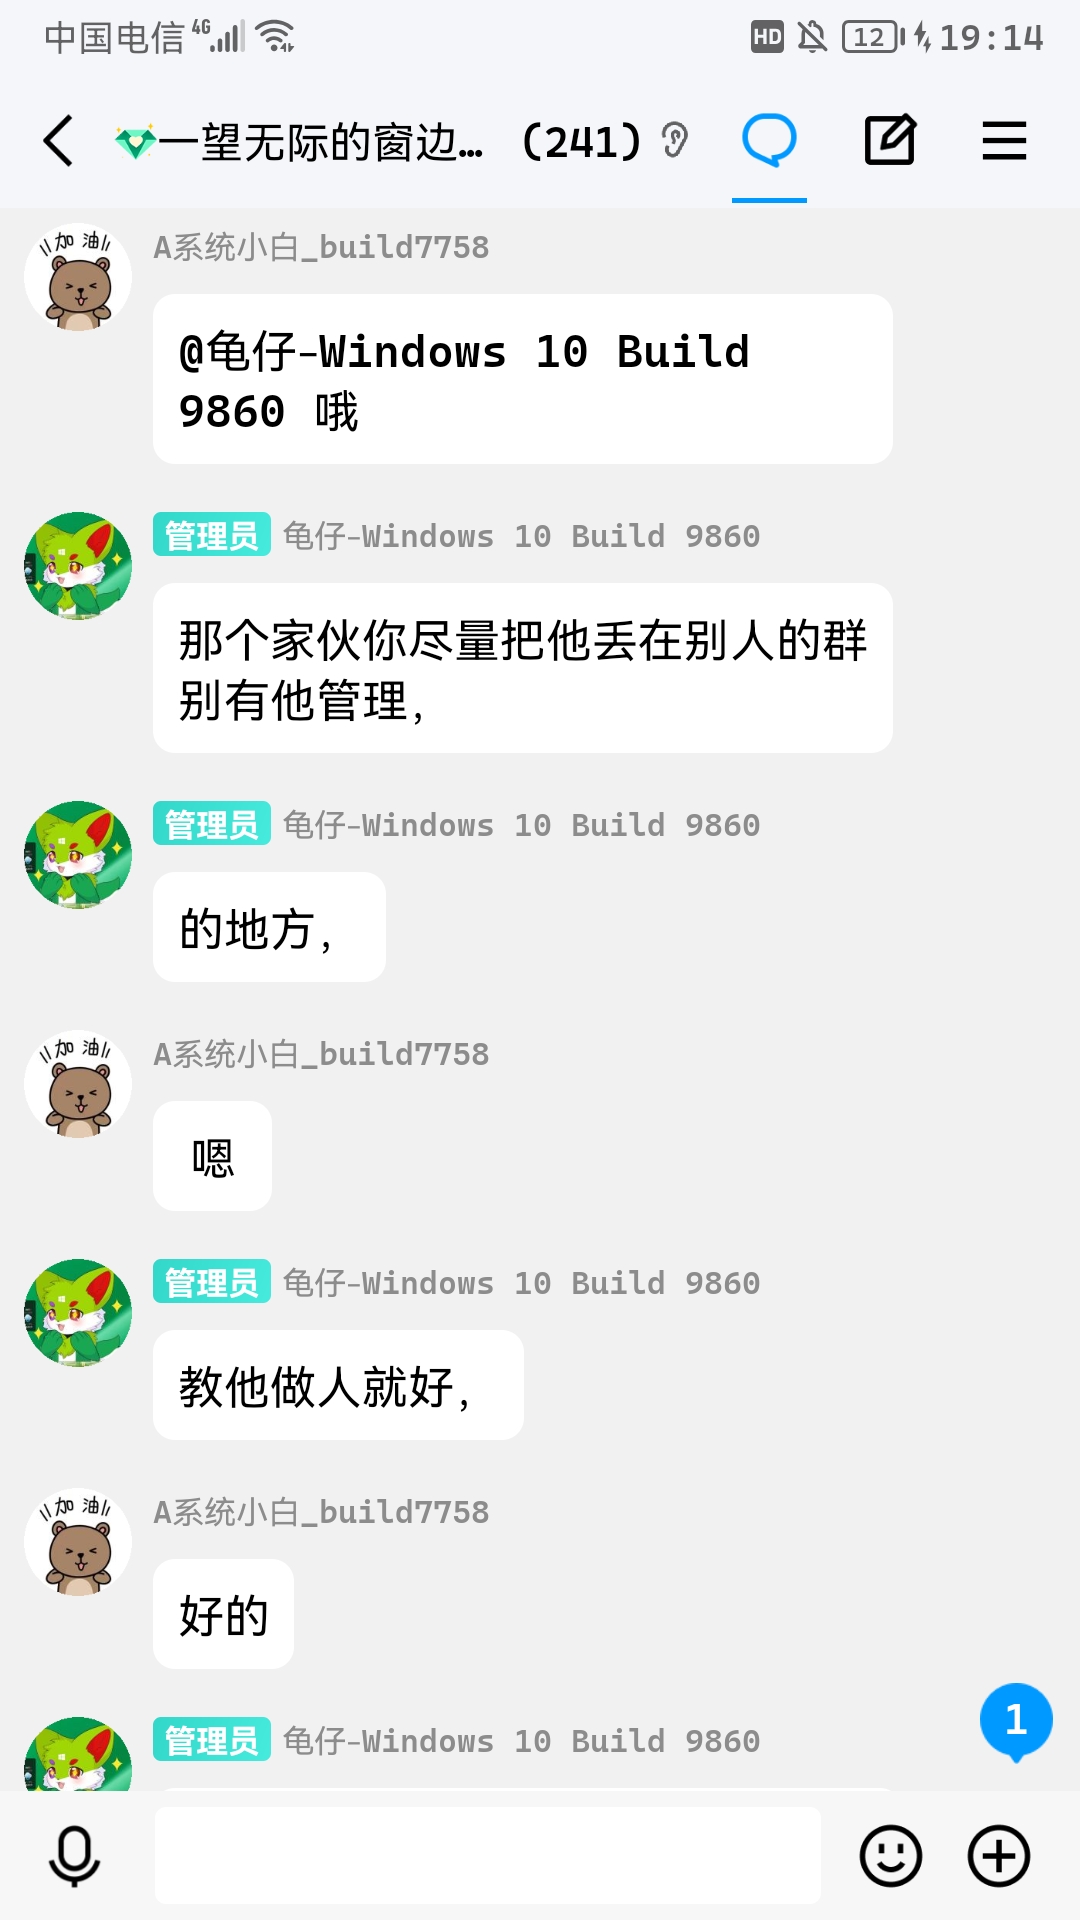 中国电信 4G HD 12 19:14
一望无际的窗边... (241)
加油
A系统小白_build7758
@龟仔-Windows 10 Build
9860 哦
管理员 龟仔-Windows 10 Build 9860
那个家伙你尽量把他丢在别人的群
别有他管理,
管理员 龟仔-Windows 10 Build 9860
的地方,
加油
A系统小白_build7758
嗯
管理员 龟仔-Windows 10 Build 9860
教他做人就好,
加油
A系统小白_build7758
好的
1
管理员 龟仔-Windows 10 Build 9860